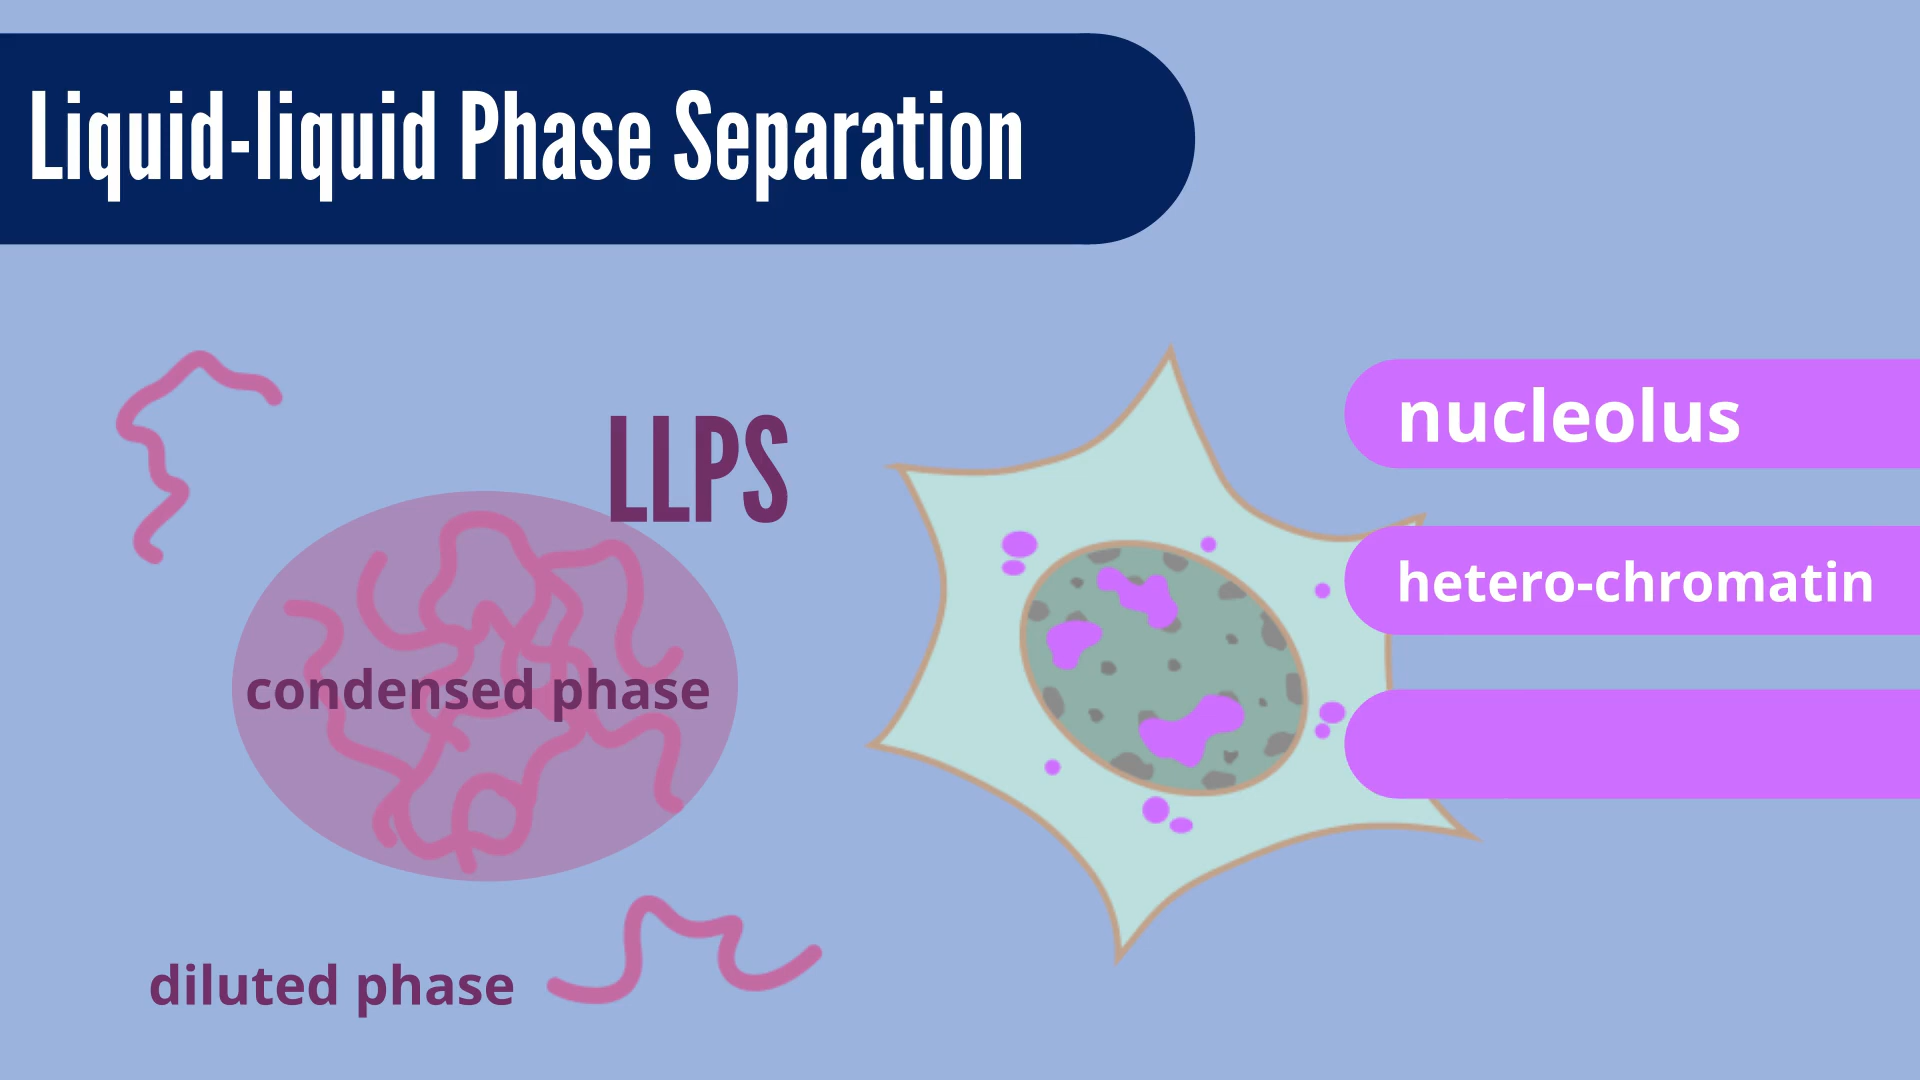 Liquid-liquid Phase Separation
LLPS
condensed phase
diluted phase
nucleolus
hetero-chromatin